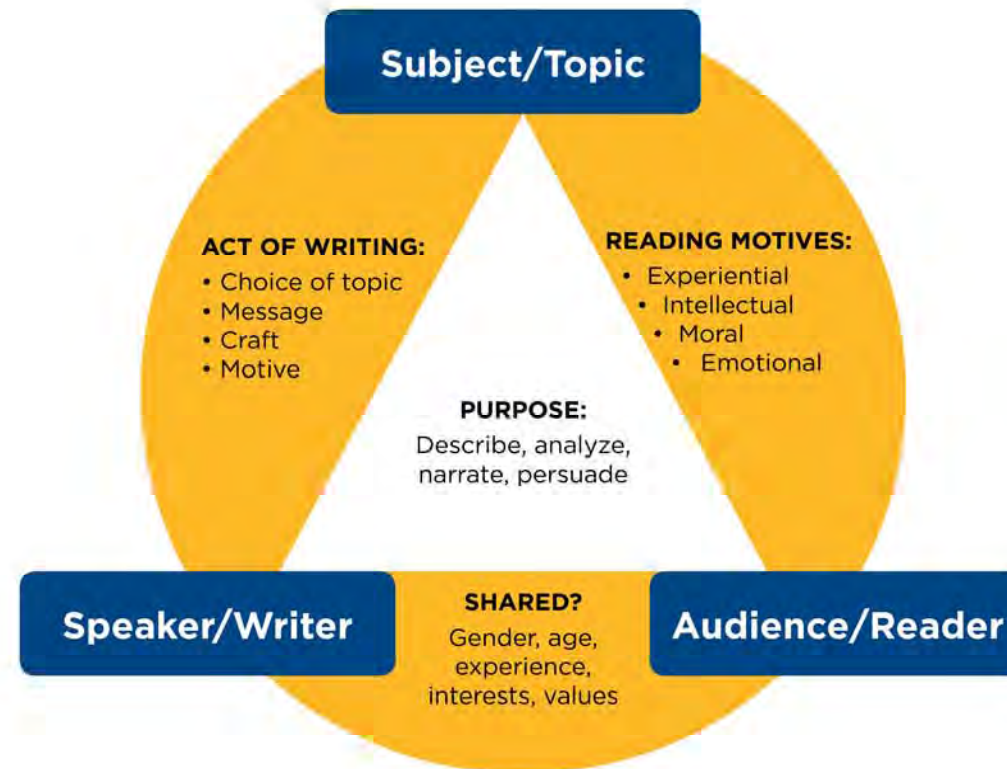 Subject/Topic
ACT OF WRITING:
• Choice of topic
• Message
• Craft
• Motive
READING MOTIVES:
• Experiential
• Intellectual
• Moral
• Emotional
PURPOSE:
Describe, analyze,
narrate, persuade
Speaker/Writer
SHARED?
Gender, age,
experience,
interests, values
Audience/Reader